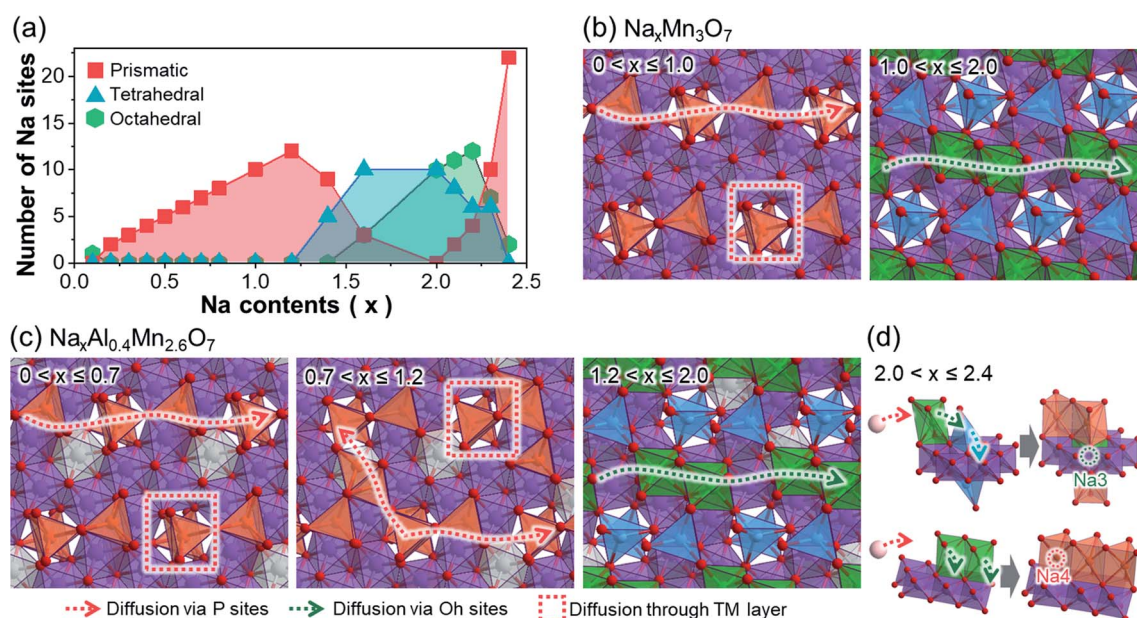 (a)
Number of Na sites
20
15
10
5
0
Prismatic
Tetrahedral
Octahedral
0.0 0.5 1.0 1.5 2.0 2.5
Na contents ( x )
(b) NaₓMn₃O₇
0 < x ≤ 1.0
1.0 < x ≤ 2.0
(c) NaₓAl₀.₄Mn₂.₆O₇
0 < x ≤ 0.7
0.7 < x ≤ 1.2
1.2 < x ≤ 2.0
(d)
2.0 < x ≤ 2.4
Na3
Na4
Diffusion via P sites Diffusion via Oh sites Diffusion through TM layer